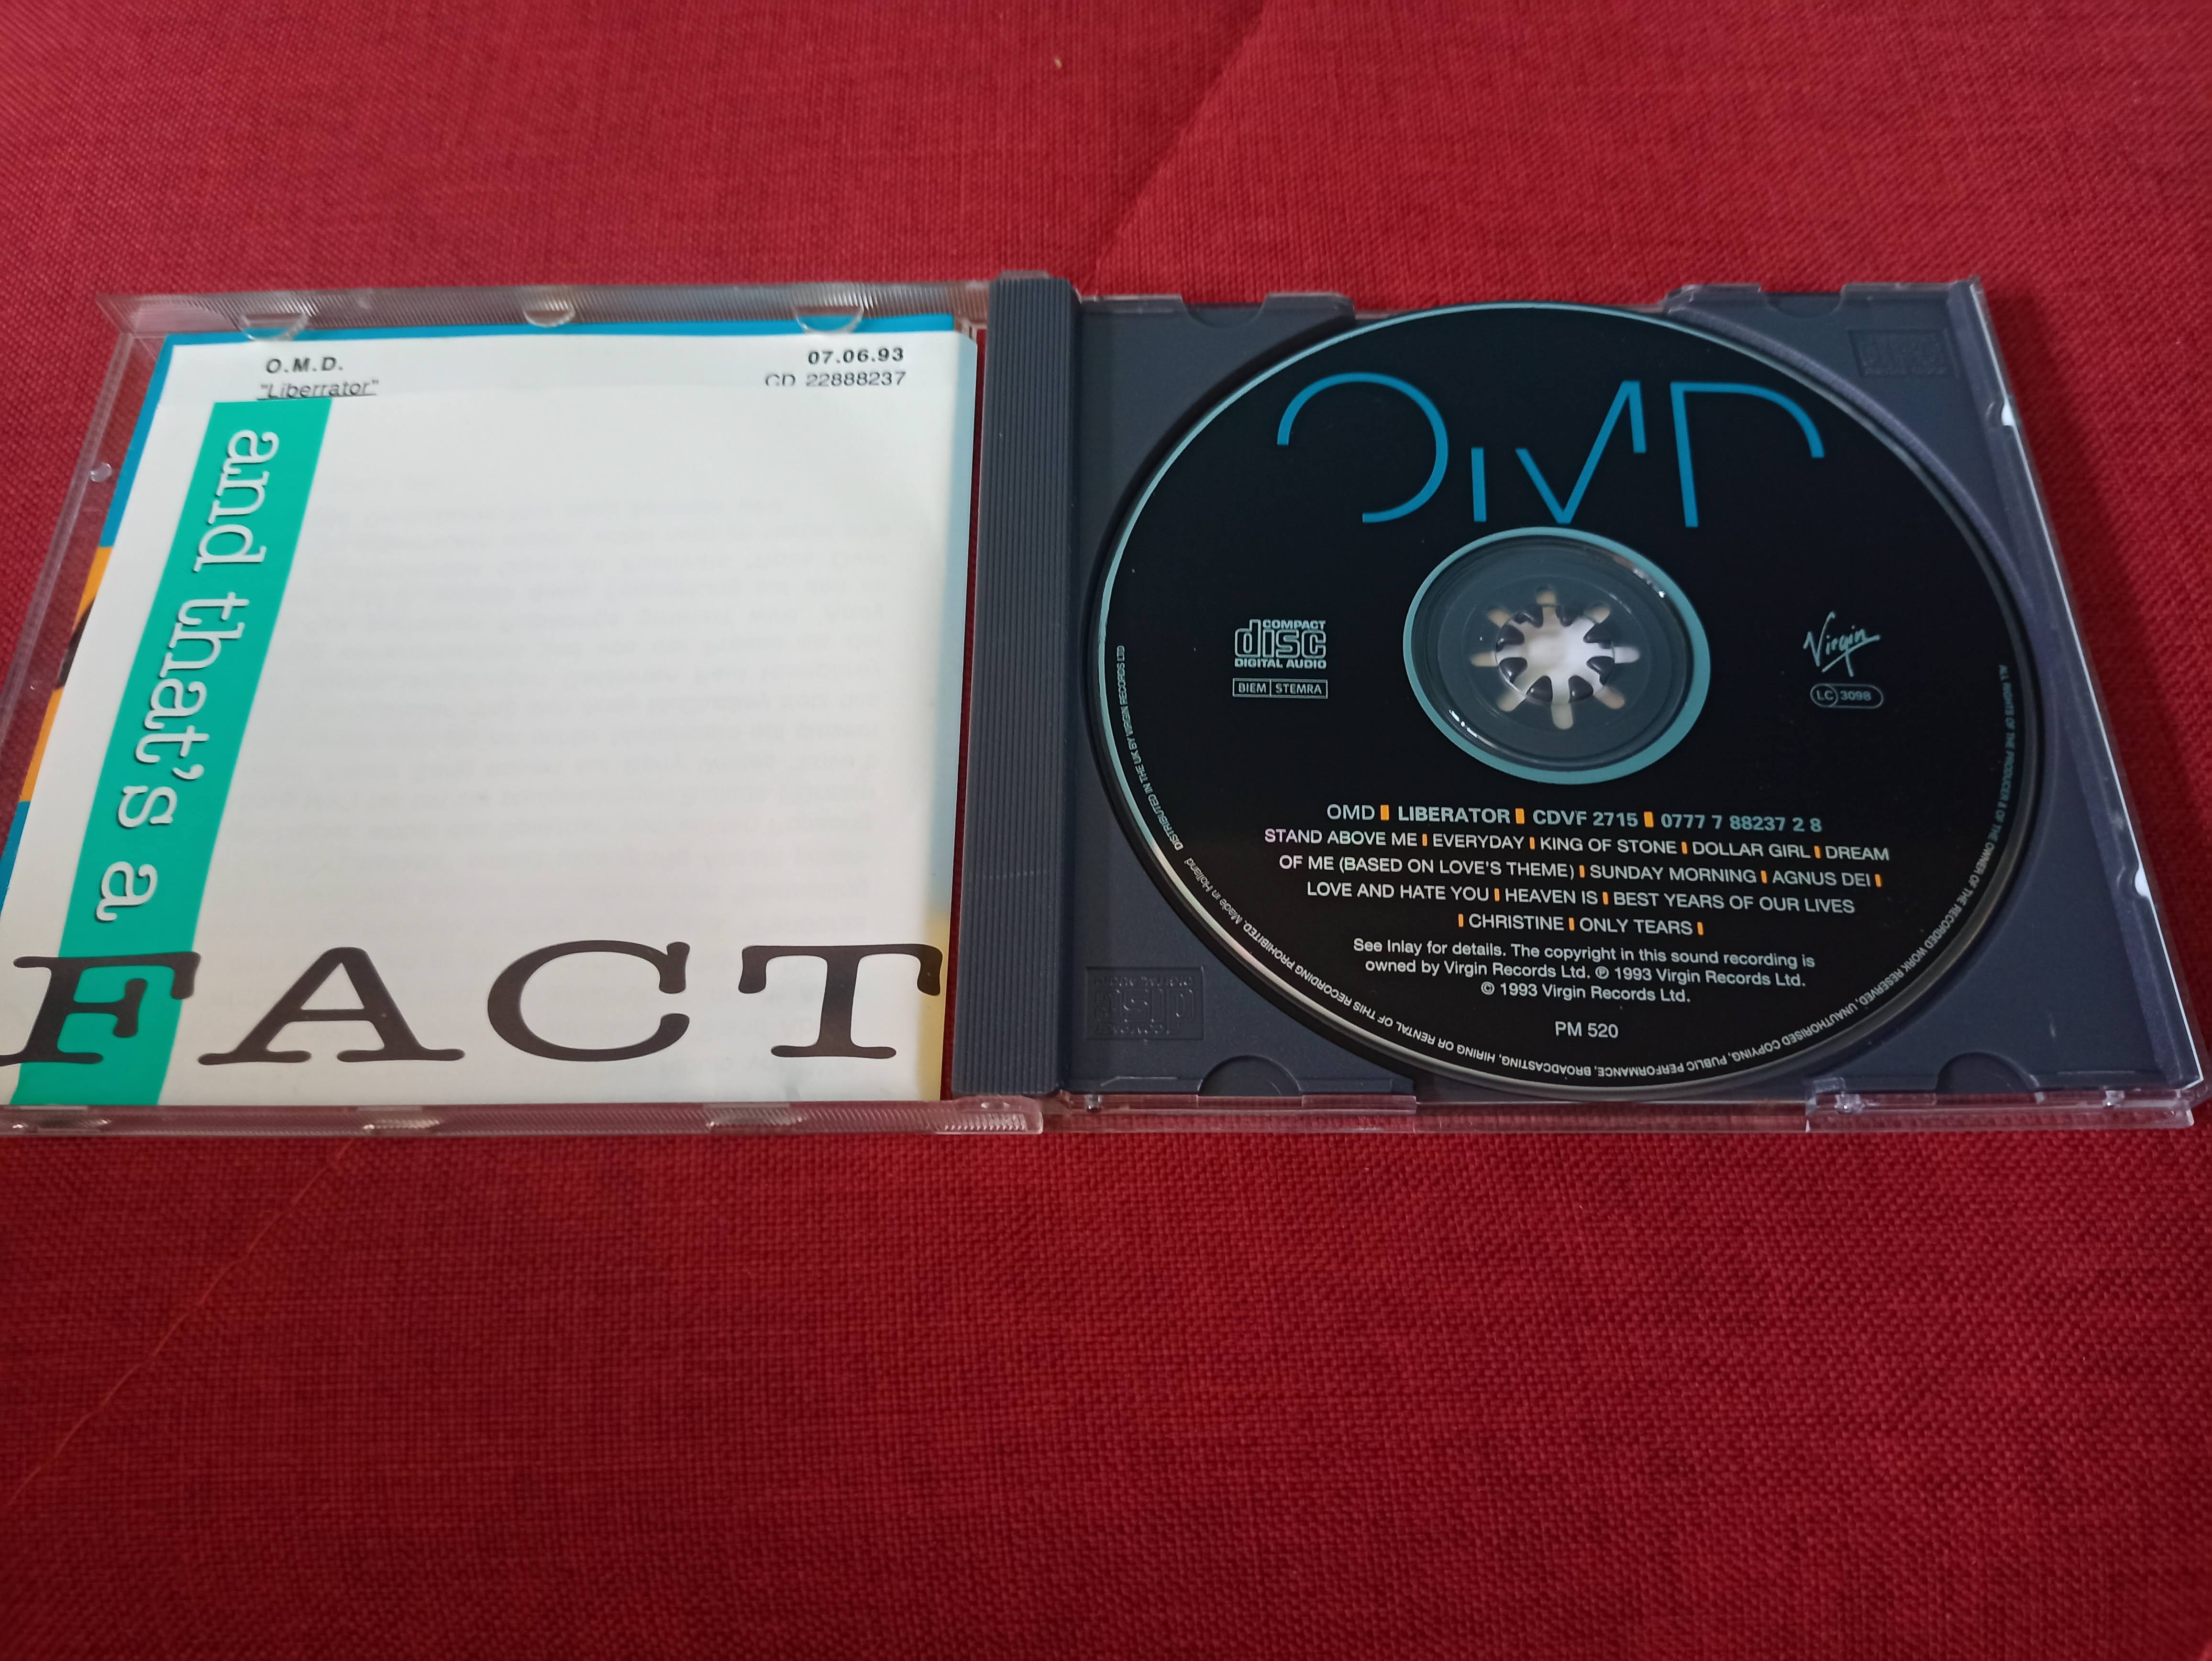 O.M.D.
"Liberrator"
07.06.93
CD 22888237
and that's a
FACT
OMD
COMPACT
disc
DIGITAL AUDIO
BIEM STEMRA
Virgin
LC 3098
OMD LIBERATOR CDVF 2715 0777 7 88237 2 8
STAND ABOVE ME EVERYDAY KING OF STONE DOLLAR GIRL DREAM
OF ME (BASED ON LOVE'S THEME) SUNDAY MORNING AGNUS DEI
LOVE AND HATE YOU HEAVEN IS BEST YEARS OF OUR LIVES
CHRISTINE ONLY TEARS
See Inlay for details. The copyright in this sound recording is
owned by Virgin Records Ltd. ℗ 1993 Virgin Records Ltd.
© 1993 Virgin Records Ltd.
PM 520
ALL RIGHTS OF THE PRODUCER & OF THE OWNER OF THE RECORDED WORK RESERVED. UNAUTHORISED COPYING, PUBLIC PERFORMANCE, BROADCASTING, HIRING OR RENTAL OF THIS RECORDING PROHIBITED. Made in Holland DISTRIBUTED IN THE UK BY VIRGIN RECORDS LTD